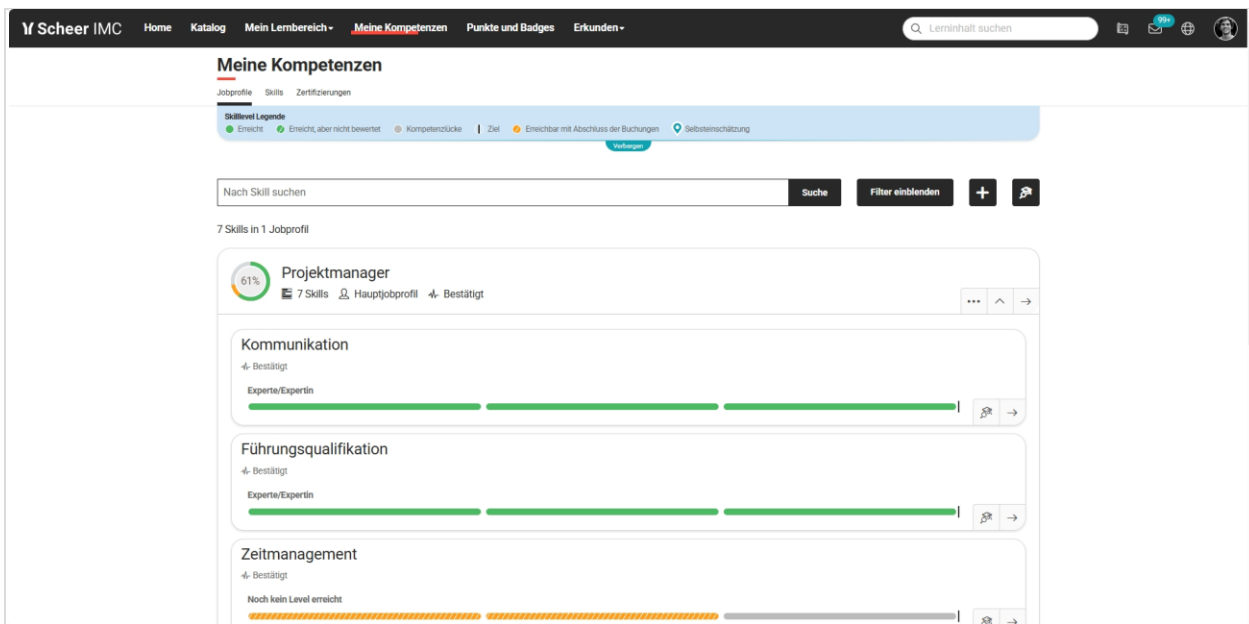 Scheer IMC Home Katalog Mein Lernbereich Meine Kompetenzen Punkte und Badges Erkunden Lerninhalt suchen 99+
Meine Kompetenzen
Jobprofile Skills Zertifizierungen
Skilllevel Legende
Erreicht Erreicht, aber nicht bewertet Kompetenzlücke Ziel Erreichbar mit Abschluss der Buchungen Selbsteinschätzung
Verbergen
Nach Skill suchen Suche Filter einblenden
7 Skills in 1 Jobprofil
61% Projektmanager
7 Skills Hauptjobprofil Bestätigt
Kommunikation
Bestätigt
Experte/Expertin
Führungsqualifikation
Bestätigt
Experte/Expertin
Zeitmanagement
Bestätigt
Noch kein Level erreicht